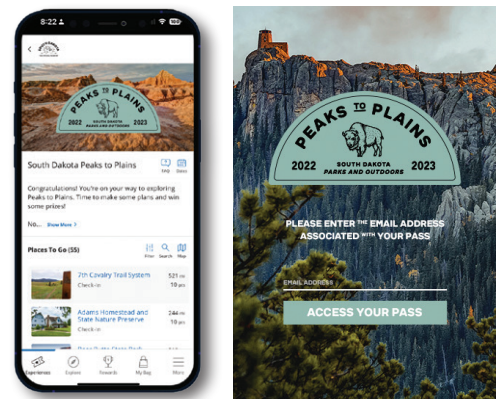 8:22
PEAKS TO PLAINS
2022
SOUTH DAKOTA
PARKS AND OUTDOORS
2023
South Dakota Peaks to Plains
FAQ
Dates
Congratulations! You're on your way to exploring
Peaks to Plains. Time to make some plans and win
some prizes!
No... Show More >
Places To Go (55)
Filter
Search
Map
7th Cavalry Trail System
521 mi
Check-in
10 pts
Adams Homestead and
State Nature Preserve
244 mi
10 pts
Check-in
Experiences
Explore
Rewards
My Bag
More
PEAKS TO PLAINS
2022
SOUTH DAKOTA
PARKS AND OUTDOORS
2023
PLEASE ENTER THE EMAIL ADDRESS
ASSOCIATED WITH YOUR PASS
EMAIL ADDRESS
ACCESS YOUR PASS